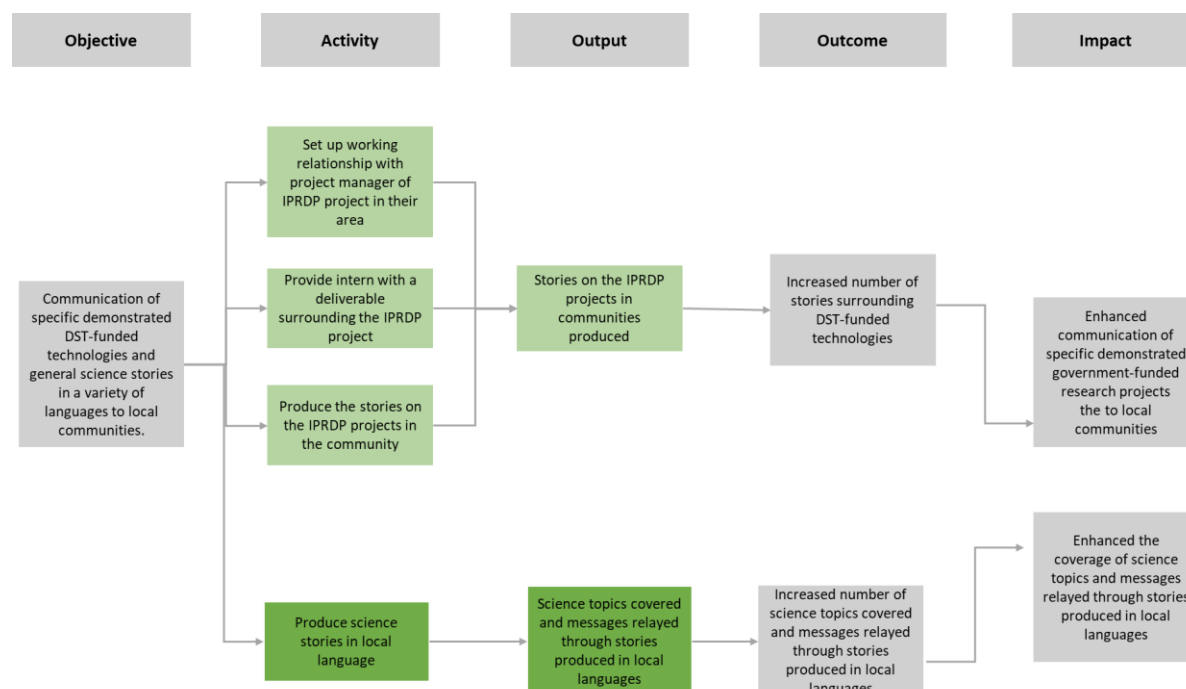 Objective
Activity
Output
Outcome
Impact
Set up working
relationship with
project manager of
IPRDP project in their
area
Communication of
specific demonstrated
DST-funded
technologies and
general science stories
in a variety of
languages to local
communities.
Provide intern with a
deliverable
surrounding the IPRDP
project
Stories on the IPRDP
projects in
communities
produced
Increased number of
stories surrounding
DST-funded
technologies
Enhanced
communication of
specific demonstrated
government-funded
research projects
the to local
communities
Produce the stories on
the IPRDP projects in
the community
Produce science
stories in local
language
Science topics covered
and messages relayed
through stories
produced in local
languages
Increased number of
science topics covered
and messages relayed
through stories
produced in local
languages
Enhanced the
coverage of science
topics and messages
relayed through stories
produced in local
languages